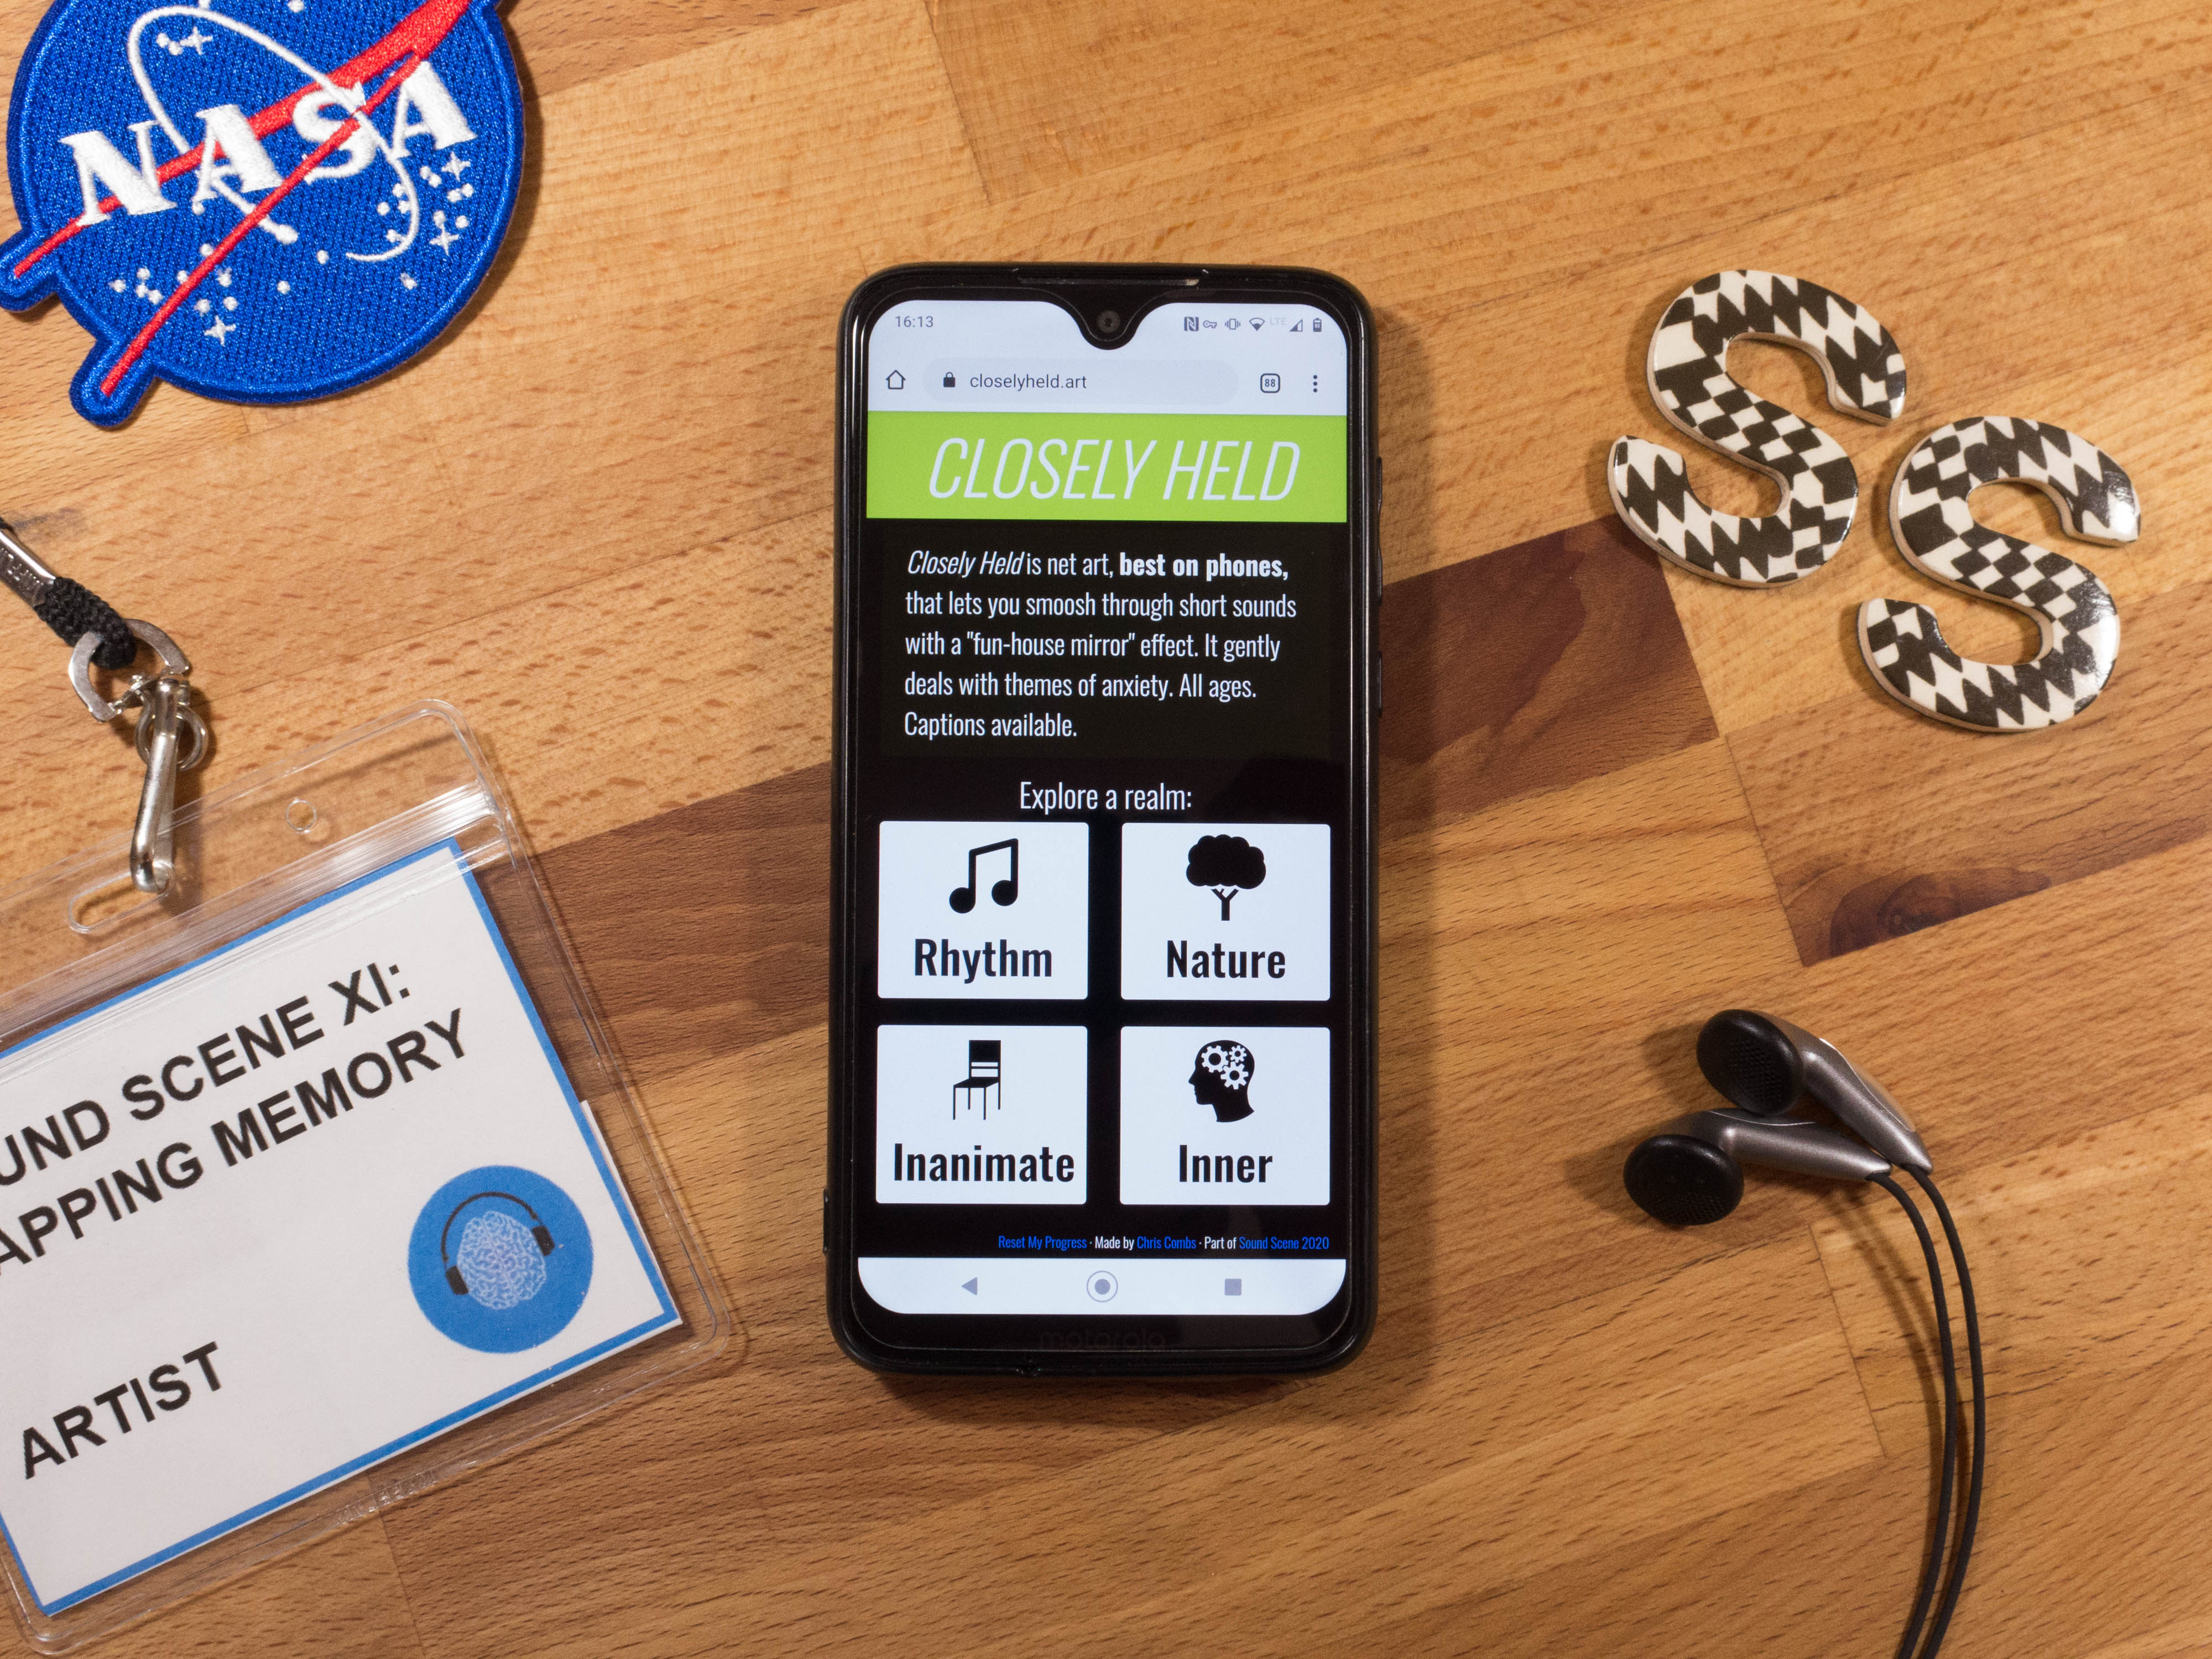 NASA
16:13
LTE
closelyheld.art
88
CLOSELY HELD
Closely Held is net art, best on phones,
that lets you smoosh through short sounds
with a "fun-house mirror" effect. It gently
deals with themes of anxiety. All ages.
Captions available.
Explore a realm:
Rhythm
Nature
Inanimate
Inner
Reset My Progress · Made by Chris Combs · Part of Sound Scene 2020
motorola
S
S
UND SCENE XI:
APPING MEMORY
ARTIST